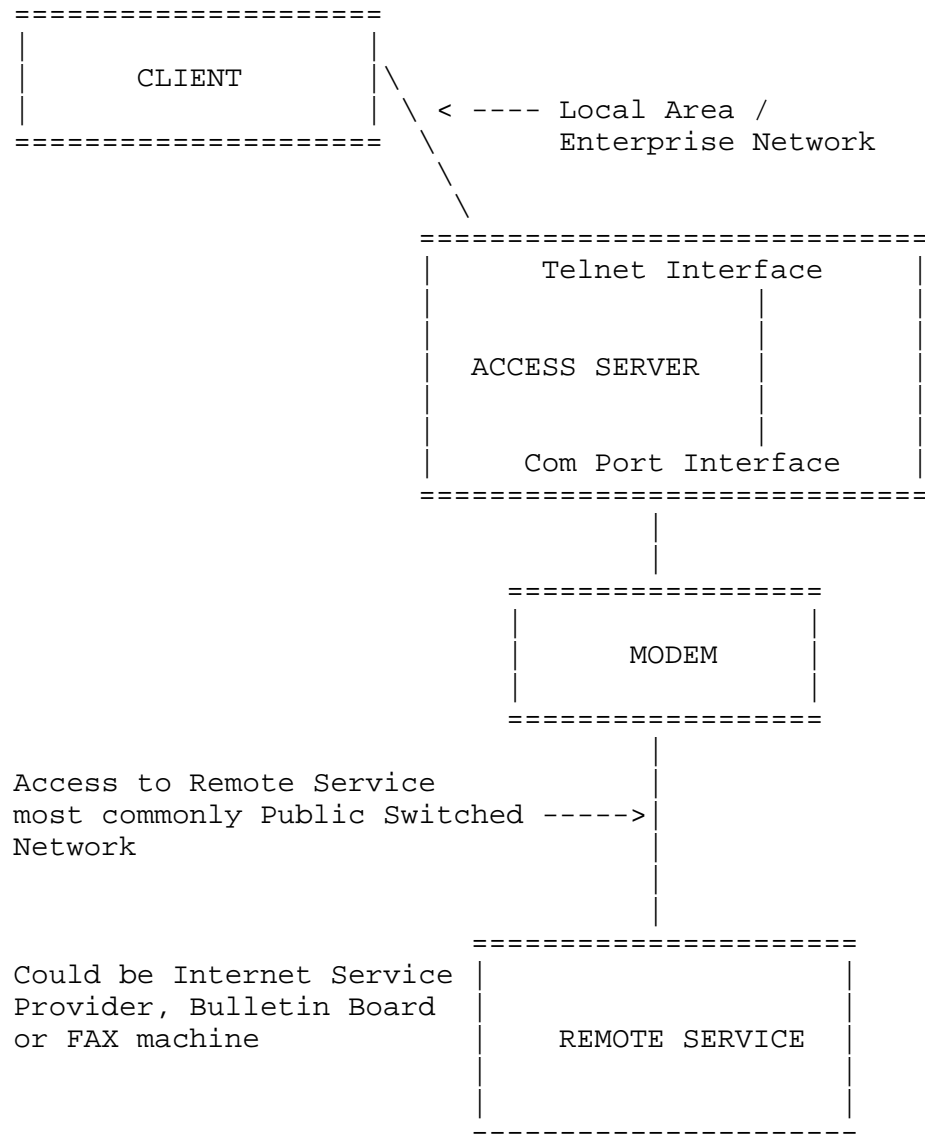 CLIENT
< ---- Local Area /
Enterprise Network
Telnet Interface
ACCESS SERVER
Com Port Interface
MODEM
Access to Remote Service
most commonly Public Switched ----->
Network
Could be Internet Service
Provider, Bulletin Board
or FAX machine
REMOTE SERVICE